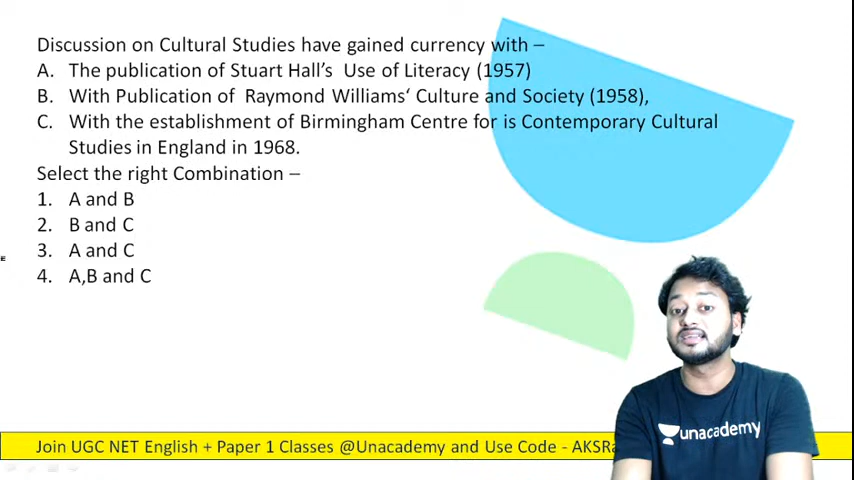 Discussion on Cultural Studies have gained currency with –
A. The publication of Stuart Hall’s Use of Literacy (1957)
B. With Publication of Raymond Williams‘ Culture and Society (1958),
C. With the establishment of Birmingham Centre for is Contemporary Cultural
Studies in England in 1968.
Select the right Combination –
1. A and B
2. B and C
3. A and C
4. A,B and C
unacademy
Join UGC NET English + Paper 1 Classes @Unacademy and Use Code -